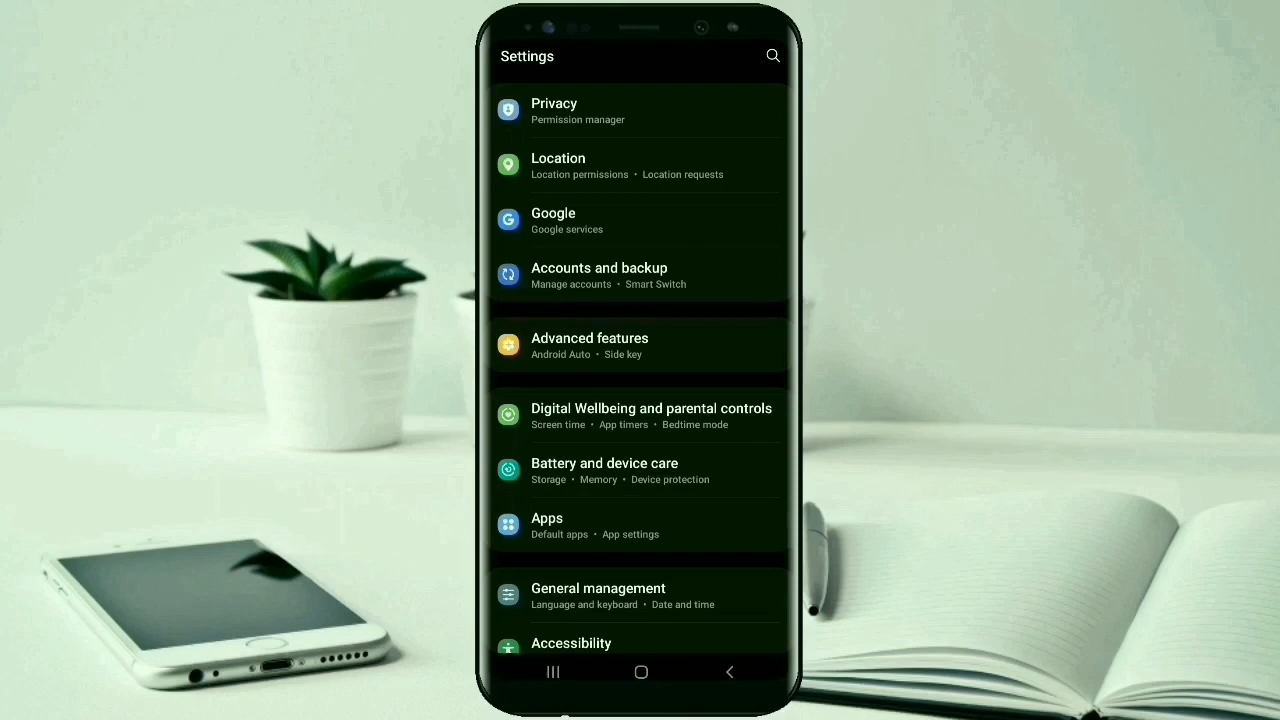 Settings
Privacy
Permission manager
Location
Location permissions • Location requests
Google
Google services
Accounts and backup
Manage accounts • Smart Switch
Advanced features
Android Auto • Side key
Digital Wellbeing and parental controls
Screen time • App timers • Bedtime mode
Battery and device care
Storage • Memory • Device protection
Apps
Default apps • App settings
General management
Language and keyboard • Date and time
Accessibility